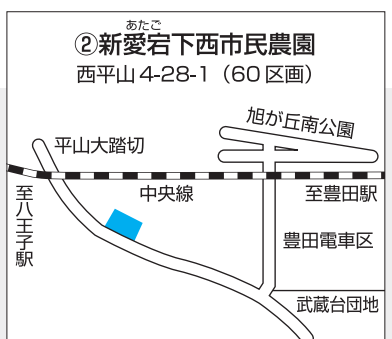 あたご
②新愛宕下西市民農園
西平山4-28-1（60区画）
旭が丘南公園
平山大踏切
中央線
至豊田駅
至八王子駅
豊田電車区
武蔵台団地